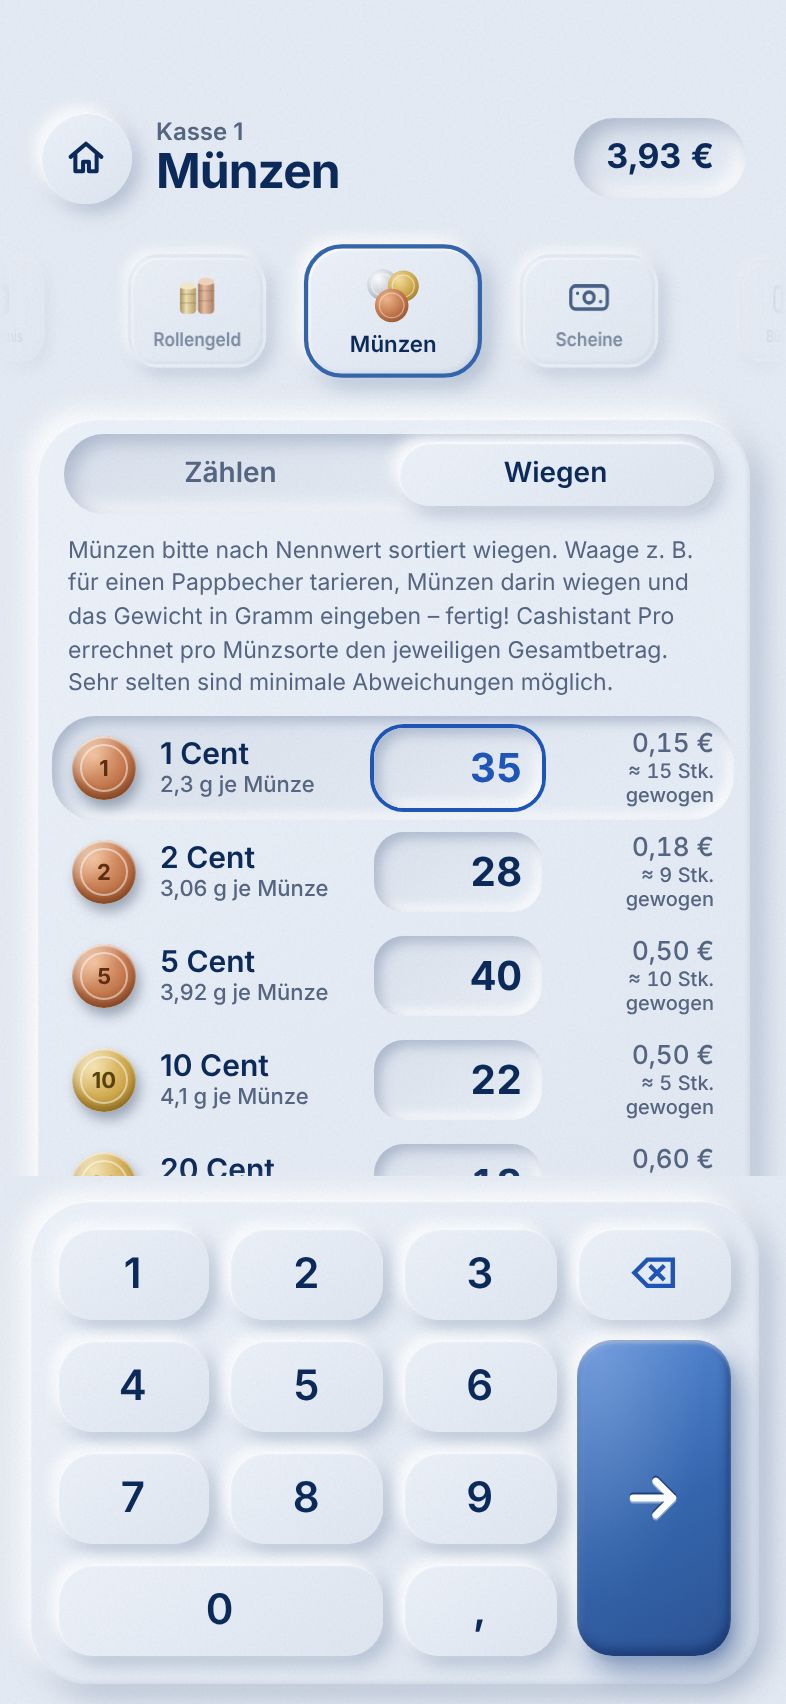 Kasse 1
Münzen
3,93 €
Rollengeld
Münzen
Scheine
Zählen
Wiegen
Münzen bitte nach Nennwert sortiert wiegen. Waage z. B.
für einen Pappbecher tarieren, Münzen darin wiegen und
das Gewicht in Gramm eingeben – fertig! Cashistant Pro
errechnet pro Münzsorte den jeweiligen Gesamtbetrag.
Sehr selten sind minimale Abweichungen möglich.
1
1 Cent
2,3 g je Münze
35
0,15 €
≈ 15 Stk.
gewogen
2
2 Cent
3,06 g je Münze
28
0,18 €
≈ 9 Stk.
gewogen
5
5 Cent
3,92 g je Münze
40
0,50 €
≈ 10 Stk.
gewogen
10
10 Cent
4,1 g je Münze
22
0,50 €
≈ 5 Stk.
gewogen
20 Cent
0,60 €
1 2 3
4 5 6
7 8 9
0 ,